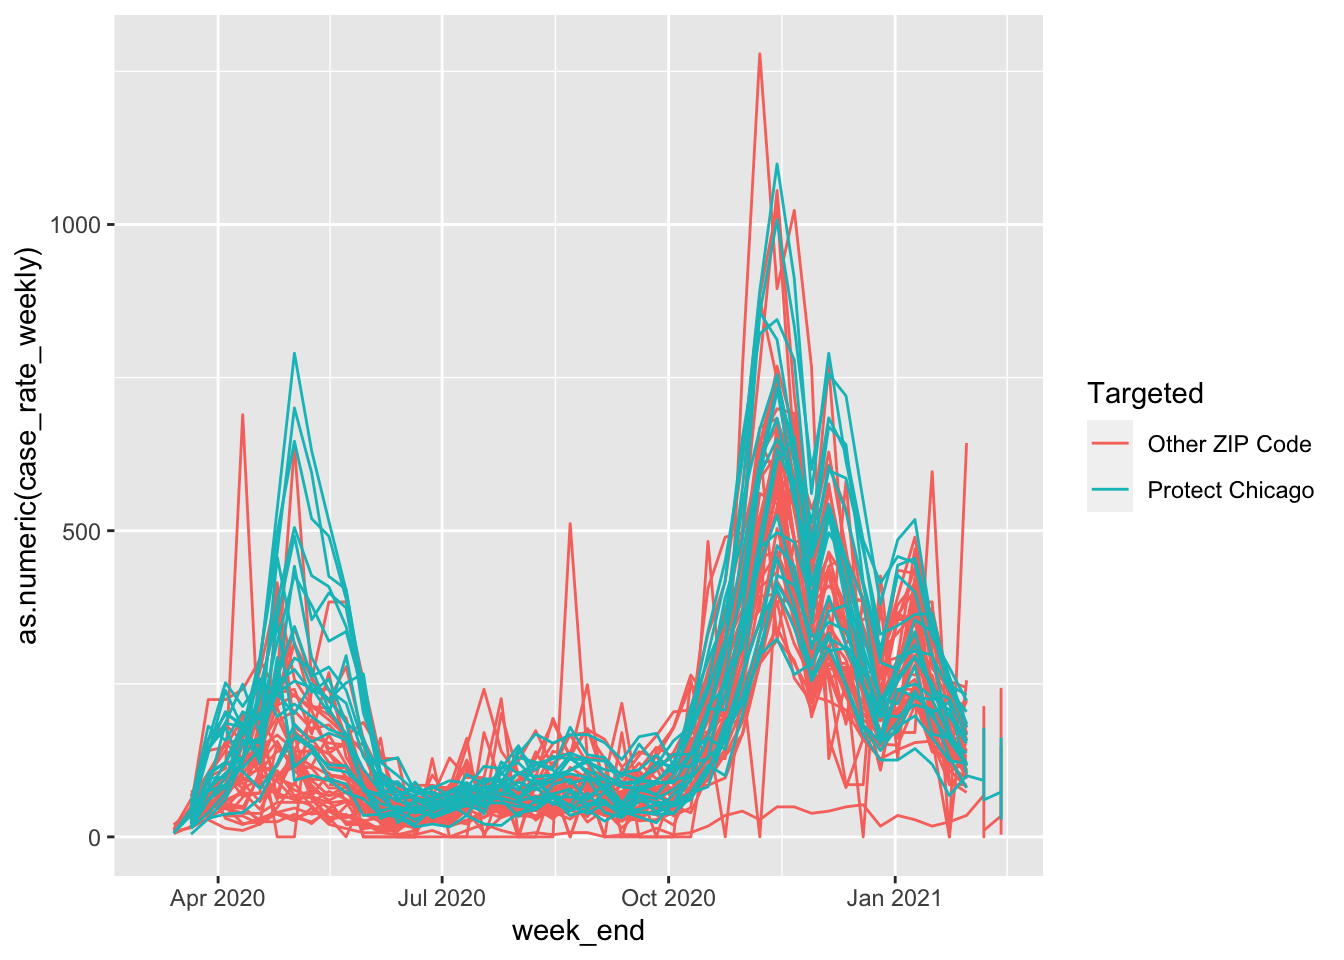 as.numeric(case_rate_weekly)
1000
500
0
Apr 2020
Jul 2020
Oct 2020
Jan 2021
week_end
Targeted
Other ZIP Code
Protect Chicago